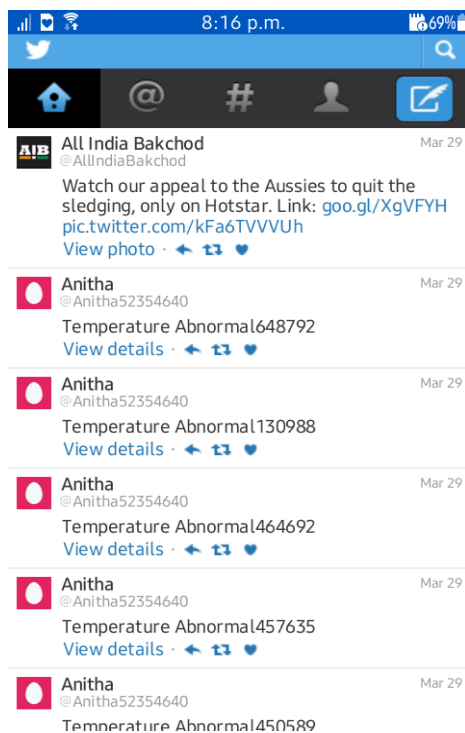 8:16 p.m.
69%
@
#
A!B
All India Bakchod
Mar 29
@AllIndiaBakchod
Watch our appeal to the Aussies to quit the
sledging, only on Hotstar. Link: goo.gl/XgVFYH
pic.twitter.com/kFa6TVVVUh
View photo ·
Anitha
Mar 29
@Anitha52354640
Temperature Abnormal648792
View details ·
Anitha
Mar 29
@Anitha52354640
Temperature Abnormal130988
View details ·
Anitha
Mar 29
@Anitha52354640
Temperature Abnormal464692
View details ·
Anitha
Mar 29
@Anitha52354640
Temperature Abnormal457635
View details ·
Anitha
Mar 29
@Anitha52354640
Temperature Abnormal450589